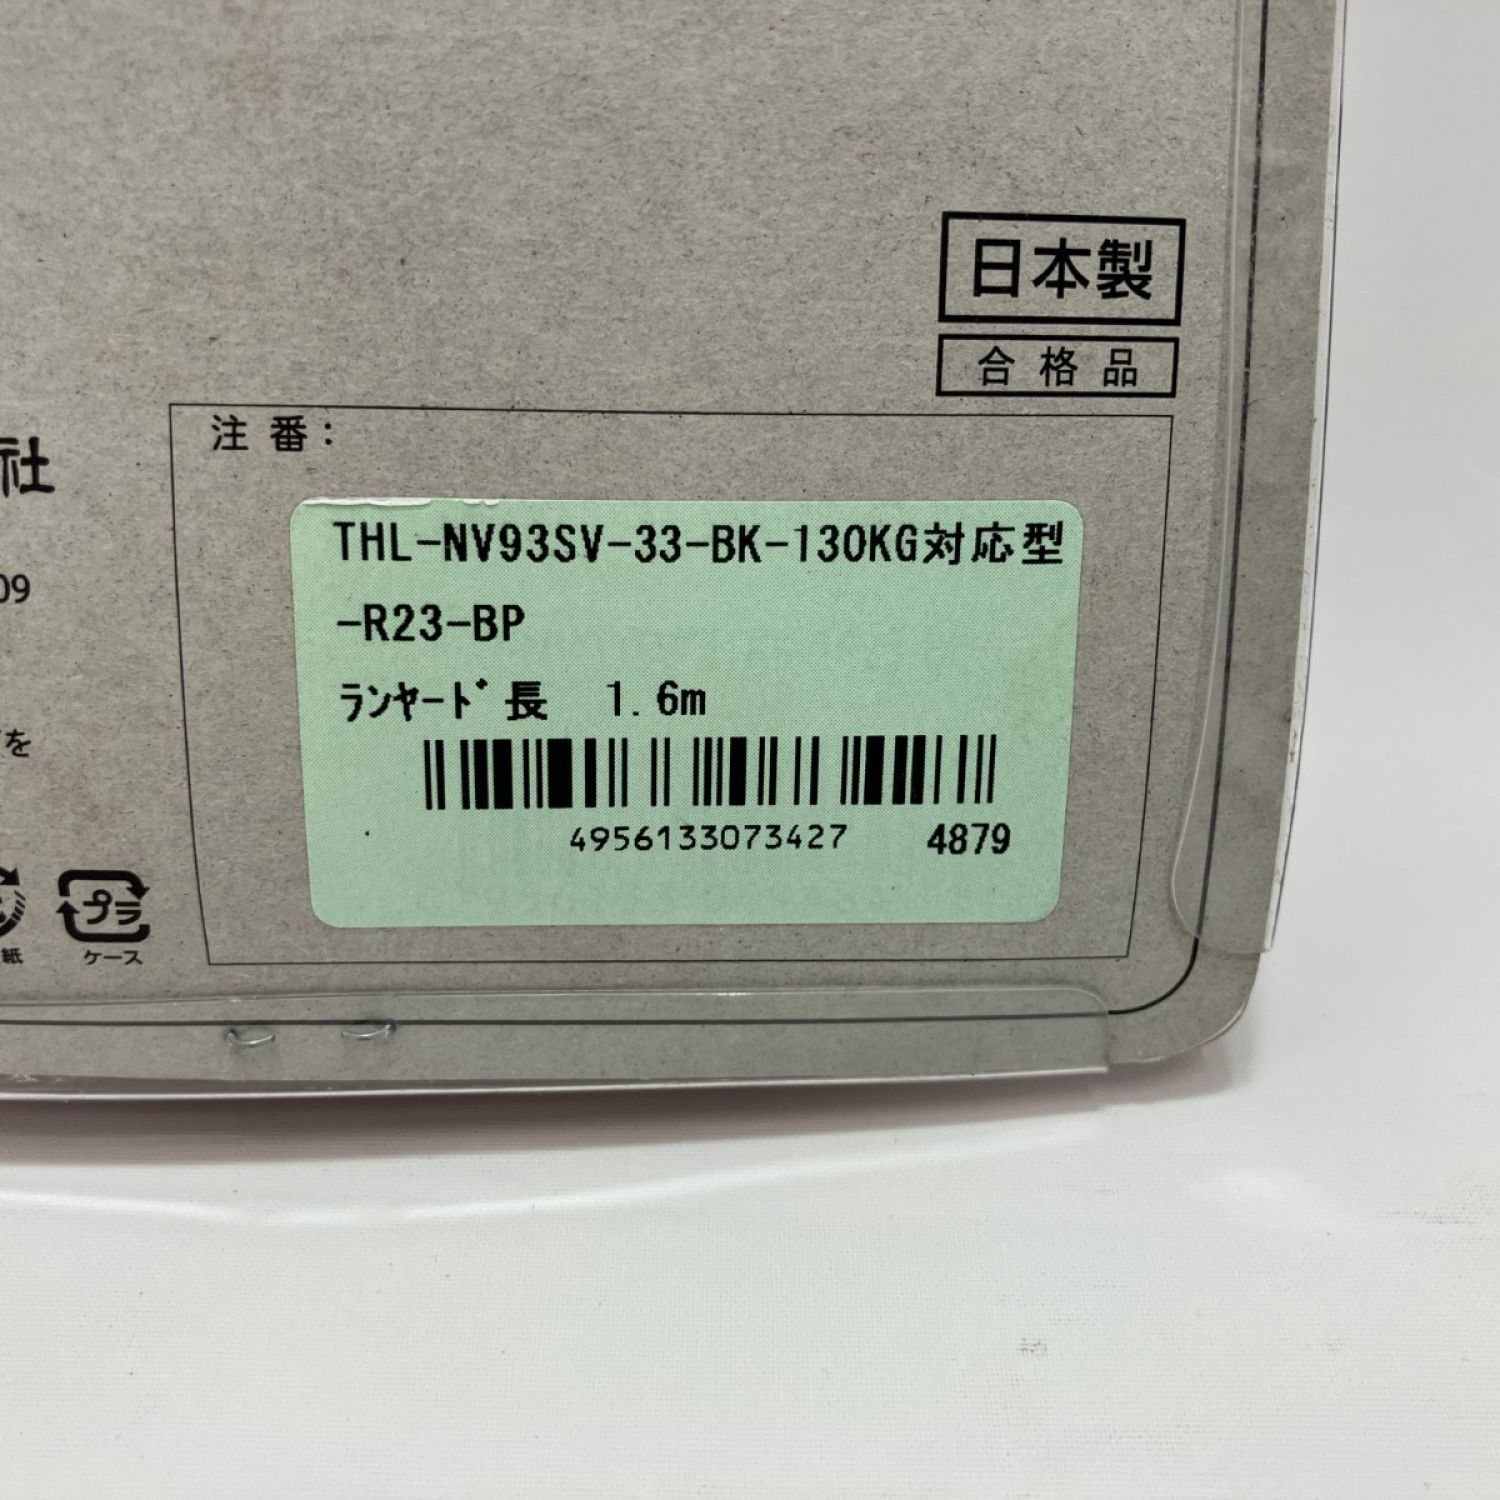 日本製
合格品
社
注番：
THL-NV93SV-33-BK-130KG対応型
09
-R23-BP
ﾗﾝﾔｰﾄﾞ長 1.6m
を
4956133073427 4879
プラ
紙 ケース